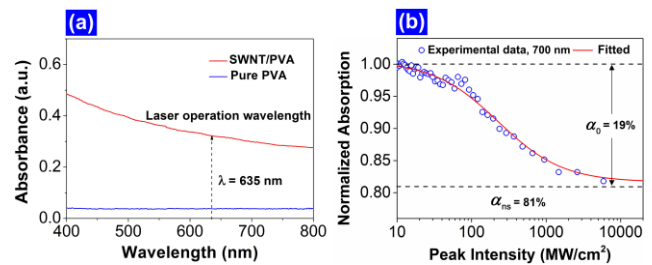 (a)
SWNT/PVA
Pure PVA
Laser operation wavelength
λ = 635 nm
0.6
0.4
0.2
0.0
400 500 600 700 800
Absorbance (a.u.)
Wavelength (nm)
(b)
Experimental data, 700 nm Fitted
α₀ = 19%
αns = 81%
1.00
0.95
0.90
0.85
0.80
10 100 1000 10000
Normalized Absorption
Peak Intensity (MW/cm²)